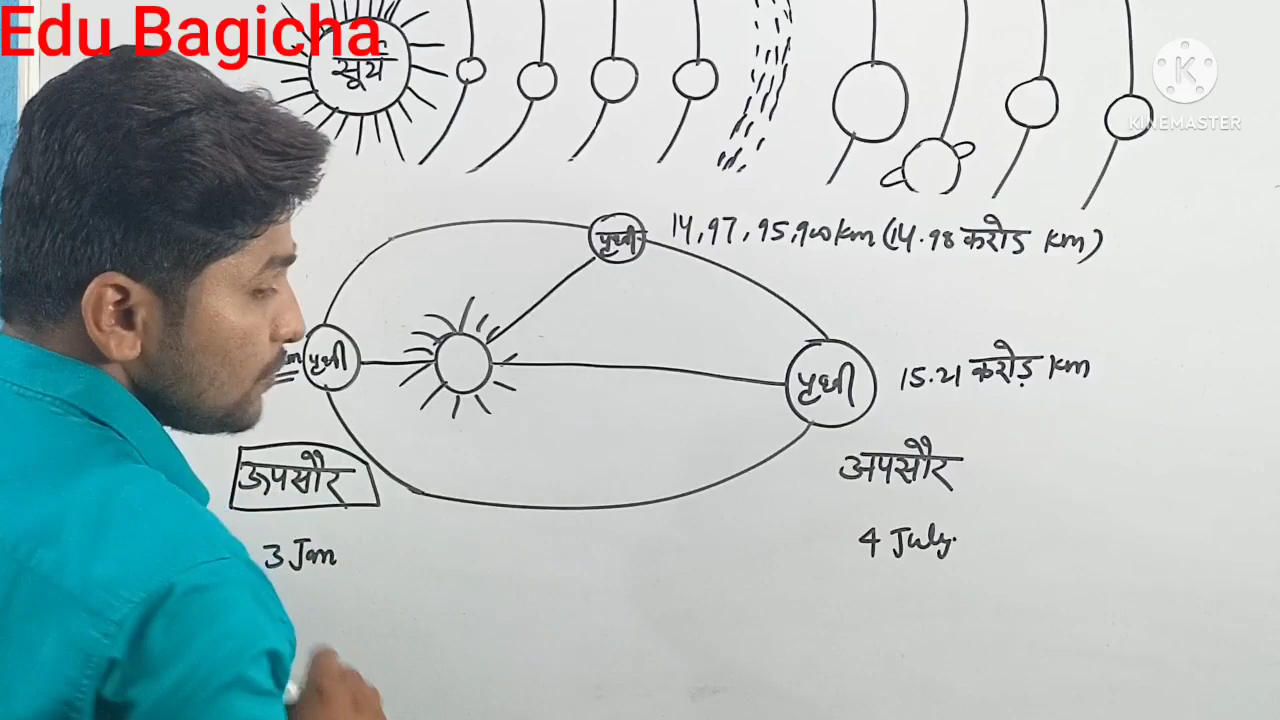 Edu Bagicha
सूर्य
KINEMASTER
पृथ्वी 14,97,95,900 km (14.98 करोड़ km)
पृथ्वी
पृथ्वी 15.21 करोड़ km
उपसौर
अपसौर
3 Jan
4 July.